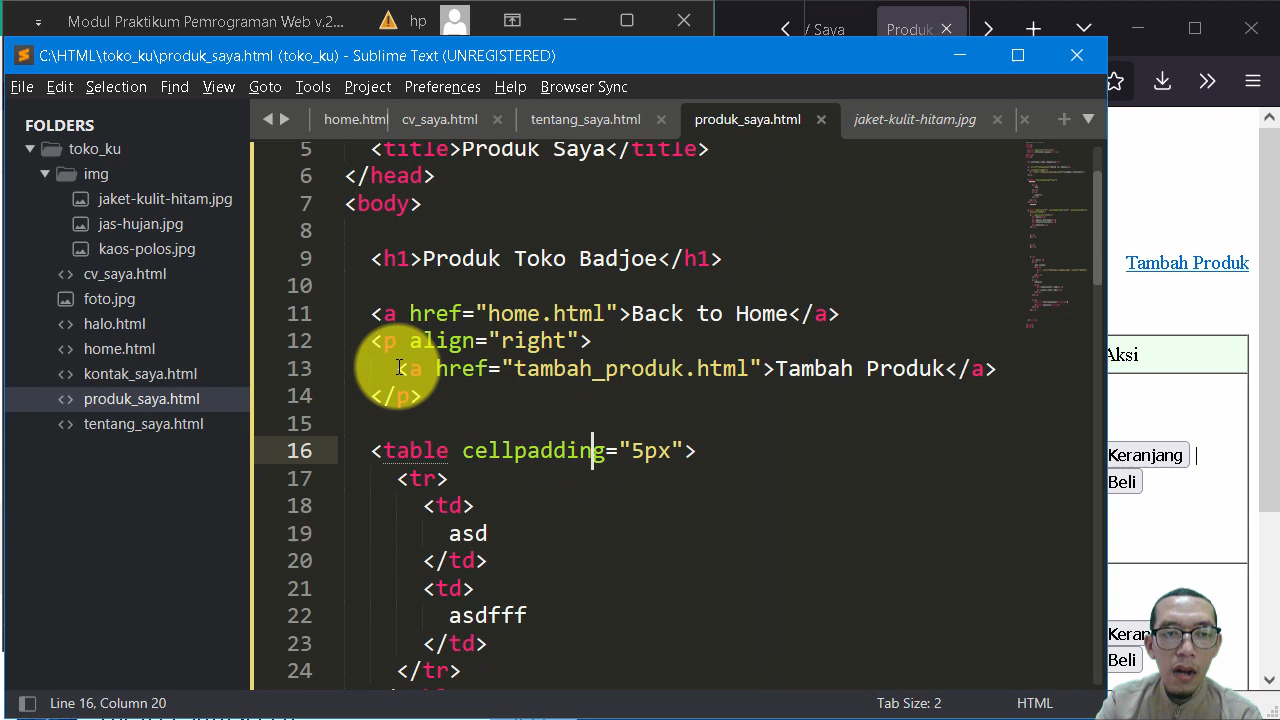 Modul Praktikum Pemrograman Web v.2... hp
/ Saya Produk
C:\HTML\toko_ku\produk_saya.html (toko_ku) - Sublime Text (UNREGISTERED)
File Edit Selection Find View Goto Tools Project Preferences Help Browser Sync
FOLDERS
toko_ku
img
jaket-kulit-hitam.jpg
jas-hujan.jpg
kaos-polos.jpg
cv_saya.html
foto.jpg
halo.html
home.html
kontak_saya.html
produk_saya.html
tentang_saya.html
home.html cv_saya.html tentang_saya.html produk_saya.html jaket-kulit-hitam.jpg
5 <title>Produk Saya</title>
6 </head>
7 <body>
8
9 <h1>Produk Toko Badjoe</h1>
10
11 <a href="home.html">Back to Home</a>
12 <p align="right">
13 <a href="tambah_produk.html">Tambah Produk</a>
14 </p>
15
16 <table cellpadding="5px">
17 <tr>
18 <td>
19 asd
20 </td>
21 <td>
22 asdfff
23 </td>
24 </tr>
Tambah Produk
Aksi
Keranjang |
Beli
Beli
Line 16, Column 20 Tab Size: 2 HTML